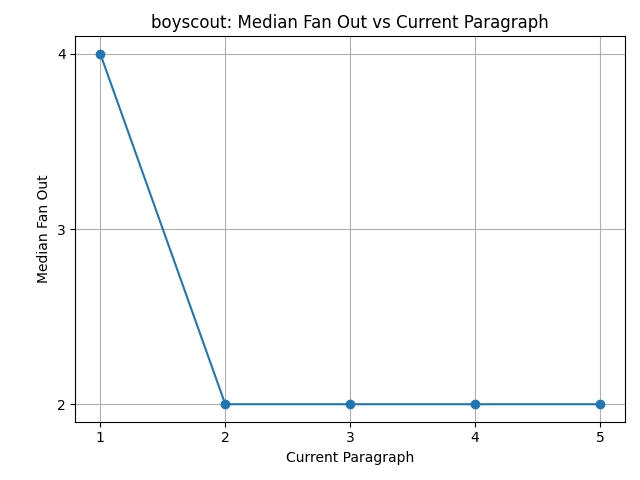 boyscout: Median Fan Out vs Current Paragraph
4
3
2
Median Fan Out
1 2 3 4 5
Current Paragraph